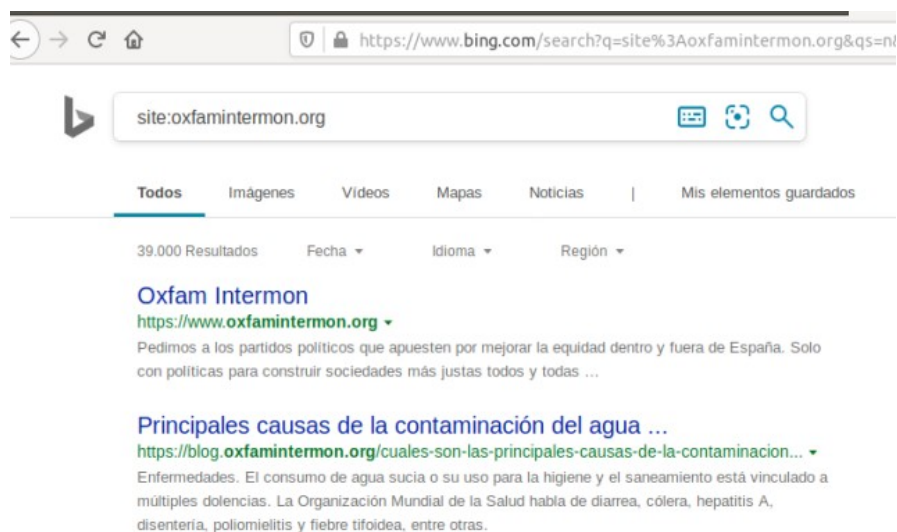 https://www.bing.com/search?q=site%3Aoxfamintermon.org&qs=n
site:oxfamintermon.org
Todos Imágenes Vídeos Mapas Noticias | Mis elementos guardados
39.000 Resultados Fecha Idioma Región
Oxfam Intermon
https://www.oxfamintermon.org
Pedimos a los partidos políticos que apuesten por mejorar la equidad dentro y fuera de España. Solo
con políticas para construir sociedades más justas todos y todas ...
Principales causas de la contaminación del agua ...
https://blog.oxfamintermon.org/cuales-son-las-principales-causas-de-la-contaminacion...
Enfermedades. El consumo de agua sucia o su uso para la higiene y el saneamiento está vinculado a
múltiples dolencias. La Organización Mundial de la Salud habla de diarrea, cólera, hepatitis A,
disentería, poliomielitis y fiebre tifoidea, entre otras.